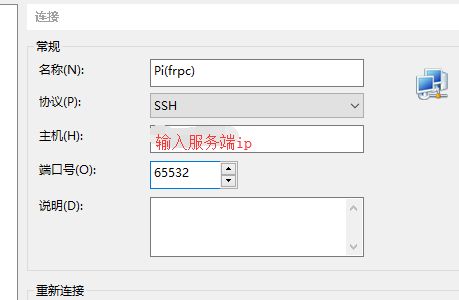 连接
常规
名称(N):
Pi(frpc)
协议(P):
SSH
主机(H):
输入服务端ip
端口号(O):
65532
说明(D):
重新连接